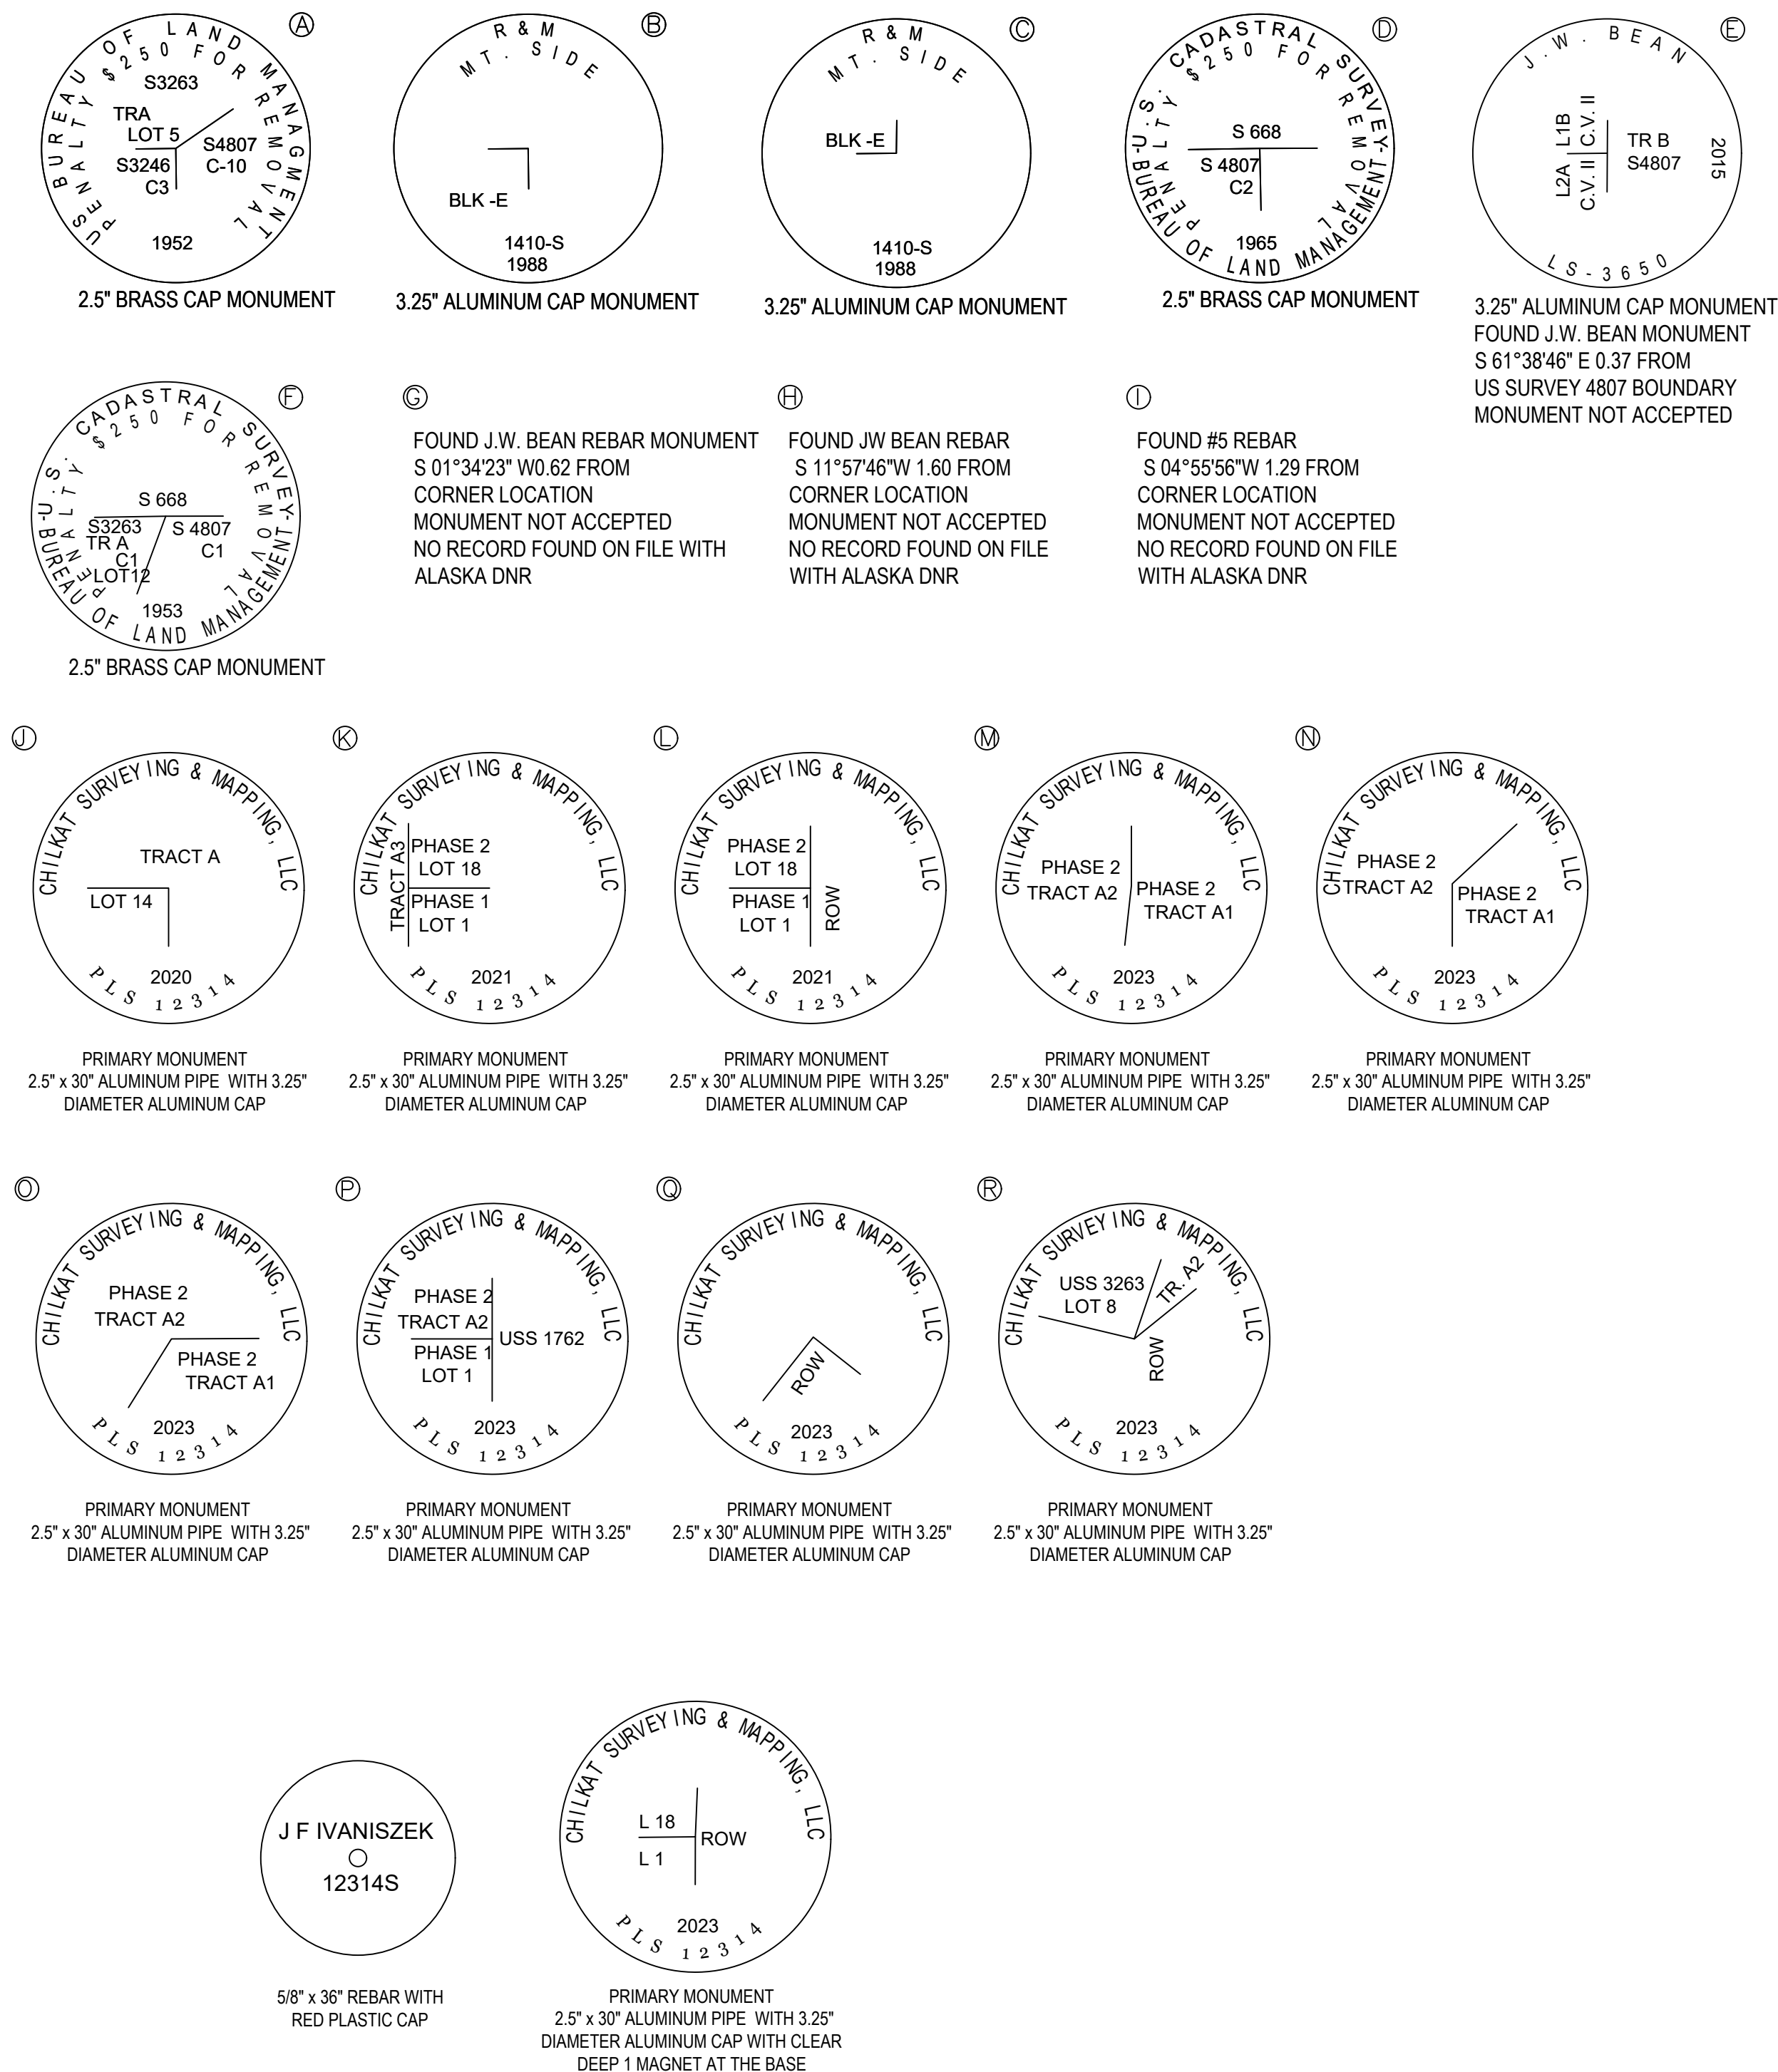 A
US BUREAU OF LAND MANAGMENT
PENALTY $250 FOR REMOVAL
S3263
TRA
LOT 5
S3246
C3
S4807
C-10
1952
2.5" BRASS CAP MONUMENT
B
R & M
MT. SIDE
BLK -E
1410-S
1988
3.25" ALUMINUM CAP MONUMENT
C
R & M
MT. SIDE
BLK -E
1410-S
1988
3.25" ALUMINUM CAP MONUMENT
D
-U.S. CADASTRAL SURVEY-
BUREAU OF LAND MANAGEMENT
PENALTY $250 FOR REMOVAL
S 668
S 4807
C2
1965
2.5" BRASS CAP MONUMENT
E
J.W. BEAN
L2A L1B
C.V. II C.V. II
TR B
S4807
2015
LS-3650
3.25" ALUMINUM CAP MONUMENT
FOUND J.W. BEAN MONUMENT
S 61°38'46" E 0.37 FROM
US SURVEY 4807 BOUNDARY
MONUMENT NOT ACCEPTED
F
-U.S. CADASTRAL SURVEY-
BUREAU OF LAND MANAGEMENT
PENALTY $250 FOR REMOVAL
S 668
S3263
TR A
C1
LOT12
S 4807
C1
1953
2.5" BRASS CAP MONUMENT
G
FOUND J.W. BEAN REBAR MONUMENT
S 01°34'23" W0.62 FROM
CORNER LOCATION
MONUMENT NOT ACCEPTED
NO RECORD FOUND ON FILE WITH
ALASKA DNR
H
FOUND JW BEAN REBAR
S 11°57'46"W 1.60 FROM
CORNER LOCATION
MONUMENT NOT ACCEPTED
NO RECORD FOUND ON FILE
WITH ALASKA DNR
I
FOUND #5 REBAR
S 04°55'56"W 1.29 FROM
CORNER LOCATION
MONUMENT NOT ACCEPTED
NO RECORD FOUND ON FILE
WITH ALASKA DNR
J
CHILKAT SURVEYING & MAPPING, LLC
TRACT A
LOT 14
2020
PLS 12314
PRIMARY MONUMENT
2.5" x 30" ALUMINUM PIPE WITH 3.25"
DIAMETER ALUMINUM CAP
K
CHILKAT SURVEYING & MAPPING, LLC
TRACT A3
PHASE 2
LOT 18
PHASE 1
LOT 1
2021
PLS 12314
PRIMARY MONUMENT
2.5" x 30" ALUMINUM PIPE WITH 3.25"
DIAMETER ALUMINUM CAP
L
CHILKAT SURVEYING & MAPPING, LLC
PHASE 2
LOT 18
PHASE 1
LOT 1
ROW
2021
PLS 12314
PRIMARY MONUMENT
2.5" x 30" ALUMINUM PIPE WITH 3.25"
DIAMETER ALUMINUM CAP
M
CHILKAT SURVEYING & MAPPING, LLC
PHASE 2
TRACT A2
PHASE 2
TRACT A1
2023
PLS 12314
PRIMARY MONUMENT
2.5" x 30" ALUMINUM PIPE WITH 3.25"
DIAMETER ALUMINUM CAP
N
CHILKAT SURVEYING & MAPPING, LLC
PHASE 2
TRACT A2
PHASE 2
TRACT A1
2023
PLS 12314
PRIMARY MONUMENT
2.5" x 30" ALUMINUM PIPE WITH 3.25"
DIAMETER ALUMINUM CAP
O
CHILKAT SURVEYING & MAPPING, LLC
PHASE 2
TRACT A2
PHASE 2
TRACT A1
2023
PLS 12314
PRIMARY MONUMENT
2.5" x 30" ALUMINUM PIPE WITH 3.25"
DIAMETER ALUMINUM CAP
P
CHILKAT SURVEYING & MAPPING, LLC
PHASE 2
TRACT A2
PHASE 1
LOT 1
USS 1762
2023
PLS 12314
PRIMARY MONUMENT
2.5" x 30" ALUMINUM PIPE WITH 3.25"
DIAMETER ALUMINUM CAP
Q
CHILKAT SURVEYING & MAPPING, LLC
ROW
2023
PLS 12314
PRIMARY MONUMENT
2.5" x 30" ALUMINUM PIPE WITH 3.25"
DIAMETER ALUMINUM CAP
R
CHILKAT SURVEYING & MAPPING, LLC
USS 3263
LOT 8
TR. A2
ROW
2023
PLS 12314
PRIMARY MONUMENT
2.5" x 30" ALUMINUM PIPE WITH 3.25"
DIAMETER ALUMINUM CAP
J F IVANISZEK
12314S
5/8" x 36" REBAR WITH
RED PLASTIC CAP
CHILKAT SURVEYING & MAPPING, LLC
L 18
L 1
ROW
2023
PLS 12314
PRIMARY MONUMENT
2.5" x 30" ALUMINUM PIPE WITH 3.25"
DIAMETER ALUMINUM CAP WITH CLEAR
DEEP 1 MAGNET AT THE BASE